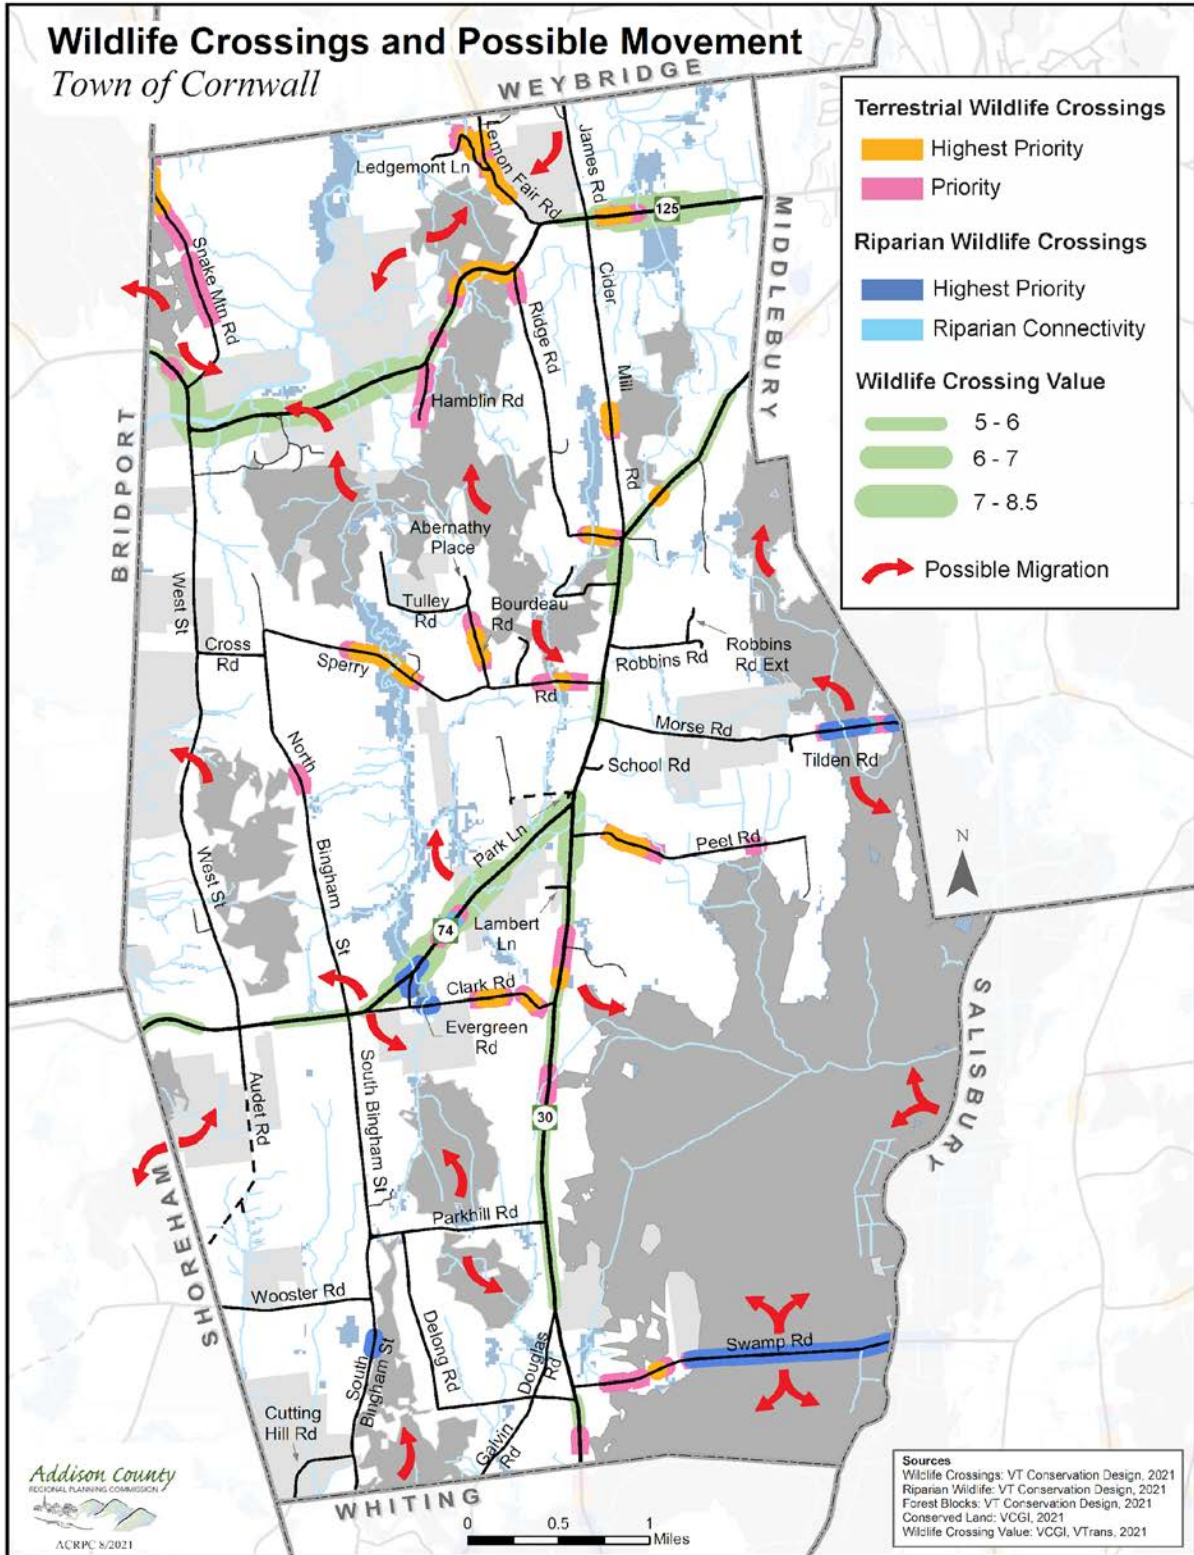 Wildlife Crossings and Possible Movement
Town of Cornwall
WEYBRIDGE
Terrestrial Wildlife Crossings
Highest Priority
Priority
Riparian Wildlife Crossings
Highest Priority
Riparian Connectivity
Wildlife Crossing Value
5 - 6
6 - 7
7 - 8.5
Possible Migration
Ledgemont Ln
Lemon Fair Rd
James Rd
125
MIDDLEBURY
Snake Mtn Rd
Cider
Mill
Rd
Ridge Rd
Hamblin Rd
BRIDPORT
Abernathy
Place
West St
Tulley
Rd
Bourdeau
Rd
Cross
Rd
Sperry
Rd
Robbins Rd
Robbins
Rd Ext
Morse Rd
Tilden Rd
School Rd
North
Bingham
St
Park Ln
Peet Rd
N
West St
Lambert
Ln
74
Clark Rd
Evergreen
Rd
SALISBURY
Audet Rd
South Bingham St
30
SHOREHAM
Parkhill Rd
Wooster Rd
Delong Rd
Douglas
Rd
Swamp Rd
South
Bingham St
Cutting
Hill Rd
Galvin
Rd
WHITING
Addison County
REGIONAL PLANNING COMMISSION
ACRPC 8/2021
0 0.5 1
Miles
Sources
Wildlife Crossings: VT Conservation Design, 2021
Riparian Wildlife: VT Conservation Design, 2021
Forest Blocks: VT Conservation Design, 2021
Conserved Land: VCGI, 2021
Wildlife Crossing Value: VCGI, VTrans, 2021